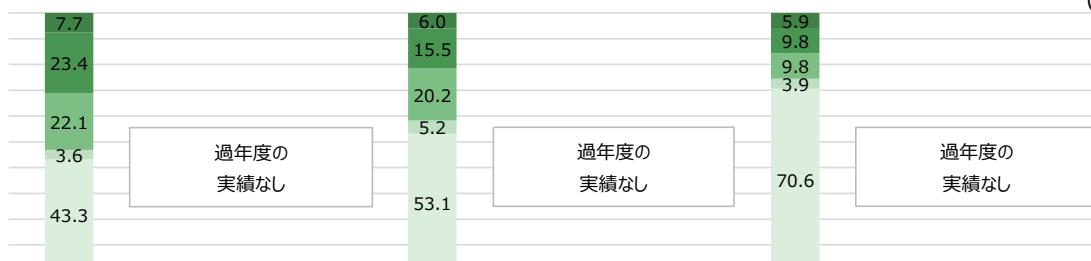 7.7
23.4
22.1
3.6
43.3
過年度の
実績なし
6.0
15.5
20.2
5.2
53.1
過年度の
実績なし
5.9
9.8
9.8
3.9
70.6
過年度の
実績なし